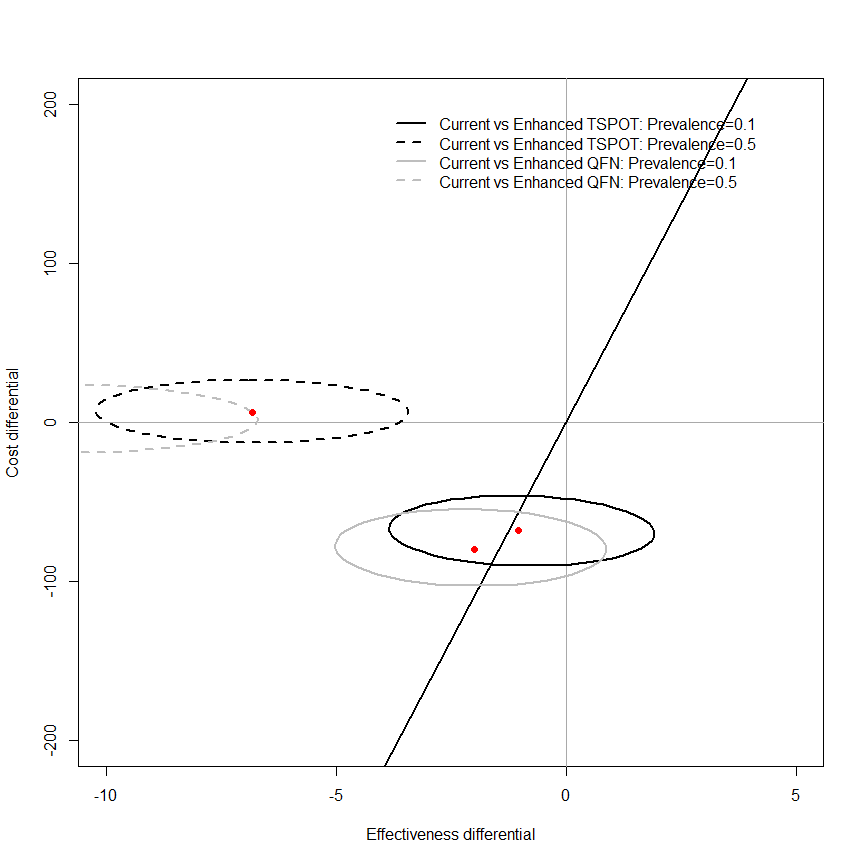 200
100
0
-100
-200
Cost differential
Current vs Enhanced TSPOT: Prevalence=0.1
Current vs Enhanced TSPOT: Prevalence=0.5
Current vs Enhanced QFN: Prevalence=0.1
Current vs Enhanced QFN: Prevalence=0.5
-10 -5 0 5
Effectiveness differential